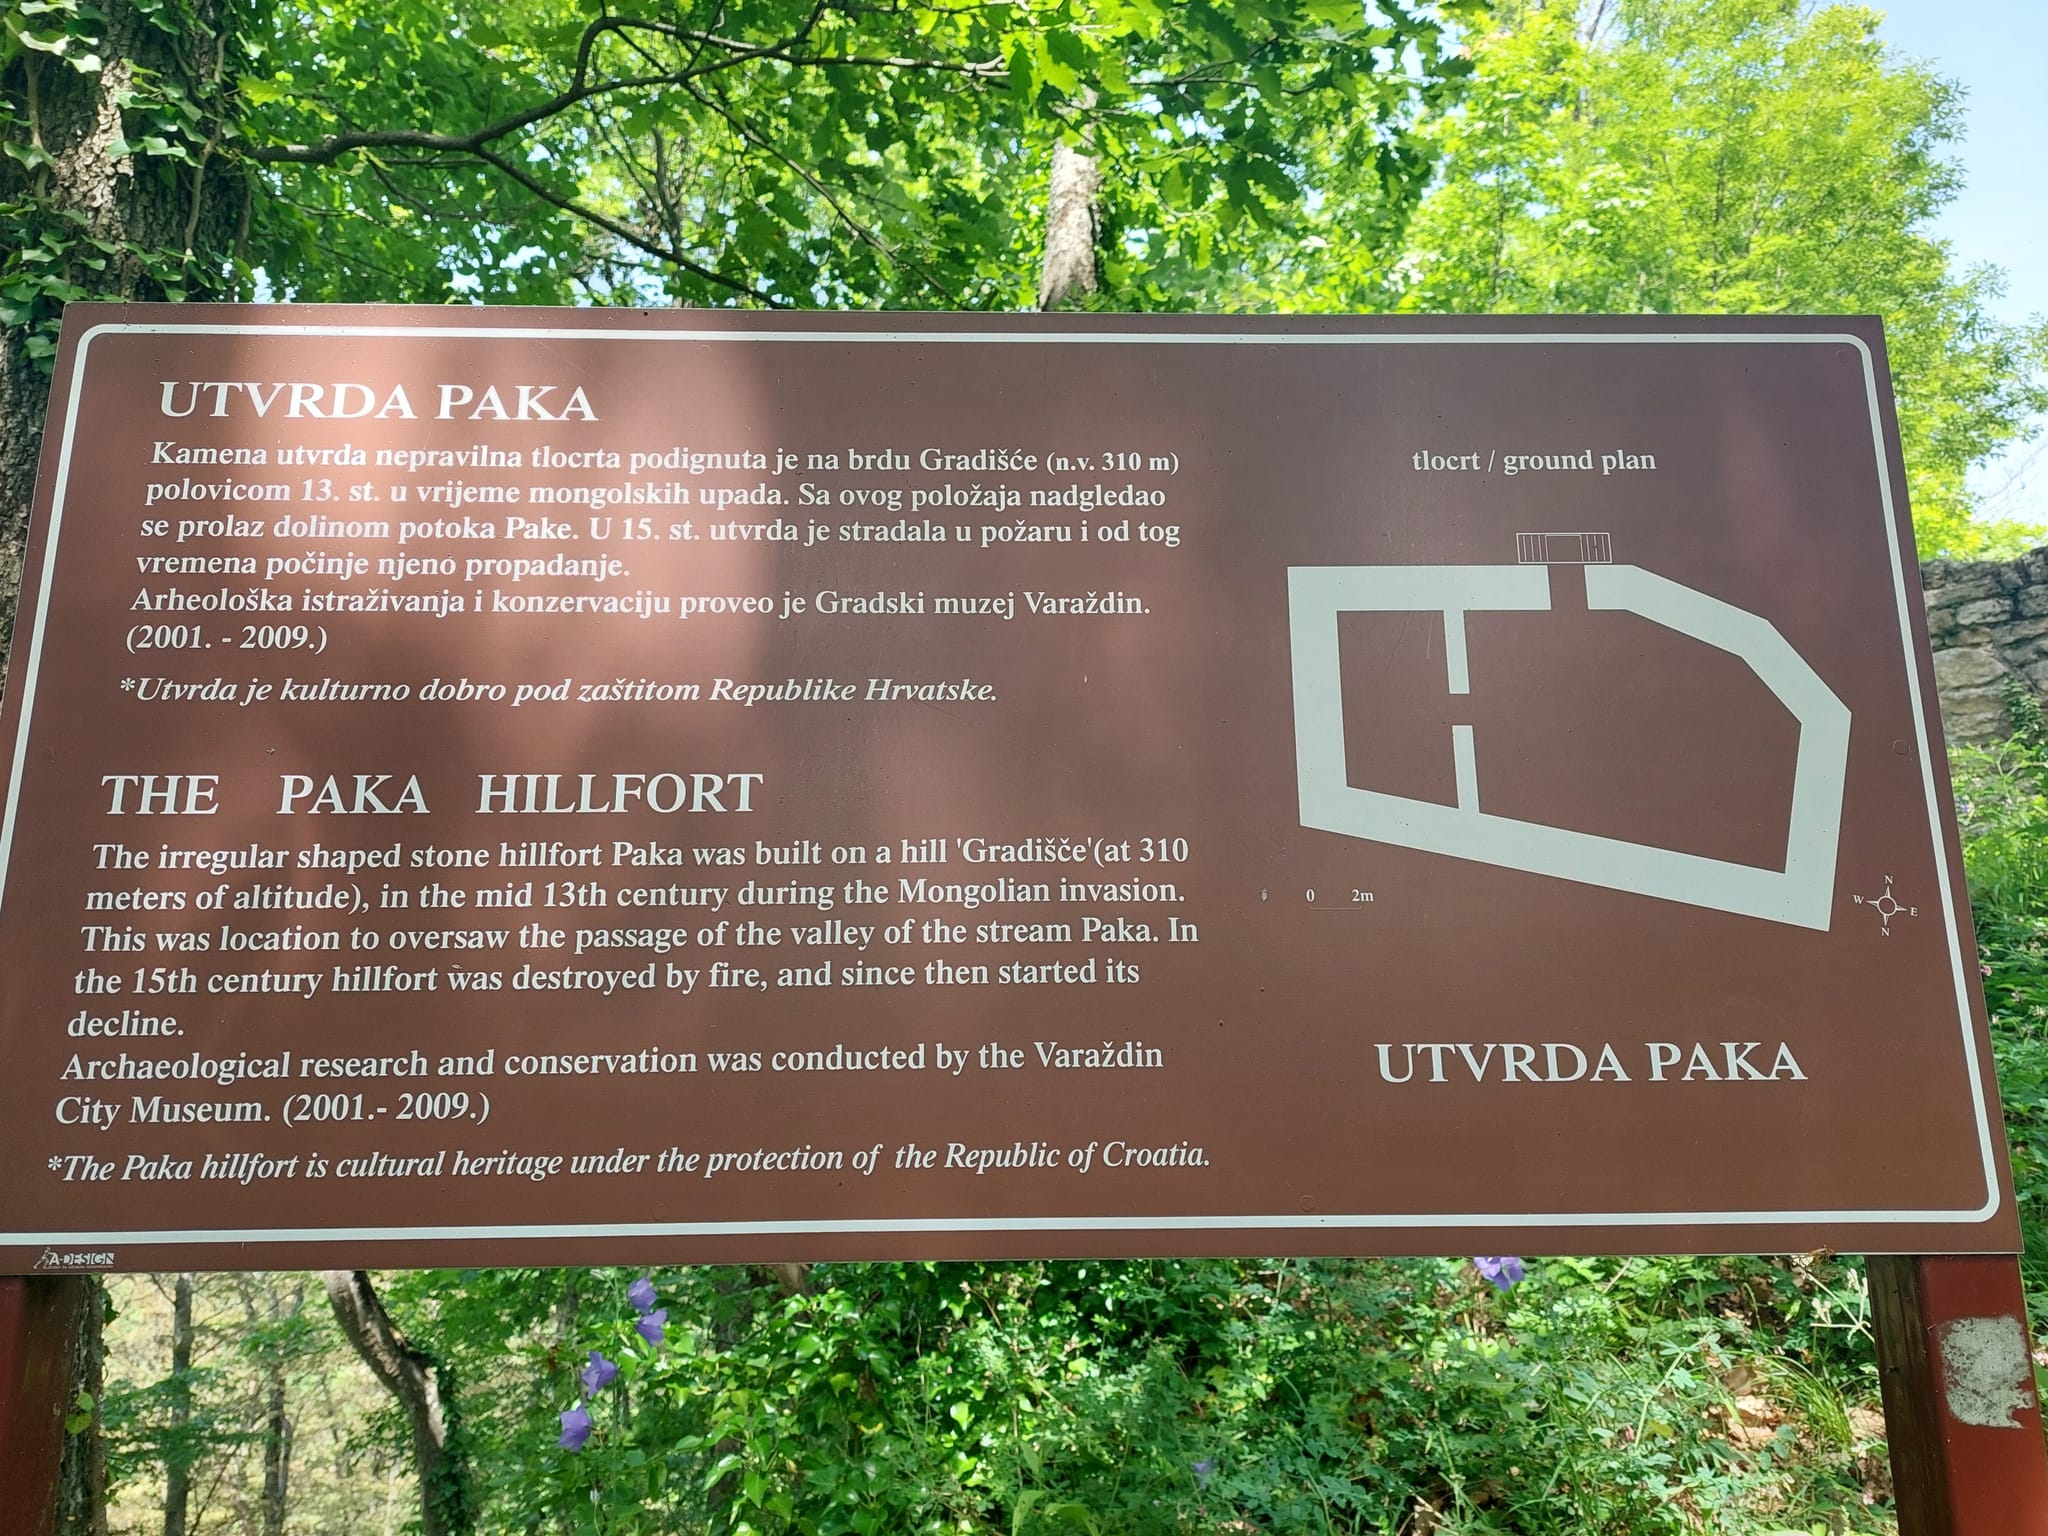 UTVRDA PAKA
Kamena utvrda nepravilna tlocrta podignuta je na brdu Gradišće (n.v. 310 m)
polovicom 13. st. u vrijeme mongolskih upada. Sa ovog položaja nadgledao
se prolaz dolinom potoka Pake. U 15. st. utvrda je stradala u požaru i od tog
vremena počinje njeno propadanje.
Arheološka istraživanja i konzervaciju proveo je Gradski muzej Varaždin.
(2001. - 2009.)
*Utvrda je kulturno dobro pod zaštitom Republike Hrvatske.
THE PAKA HILLFORT
The irregular shaped stone hillfort Paka was built on a hill 'Gradišče'(at 310
meters of altitude), in the mid 13th century during the Mongolian invasion.
This was location to oversaw the passage of the valley of the stream Paka. In
the 15th century hillfort was destroyed by fire, and since then started its
decline.
Archaeological research and conservation was conducted by the Varaždin
City Museum. (2001.- 2009.)
*The Paka hillfort is cultural heritage under the protection of the Republic of Croatia.
A-DESIGN
tlocrt / ground plan
0 2m
N
W E
N
UTVRDA PAKA